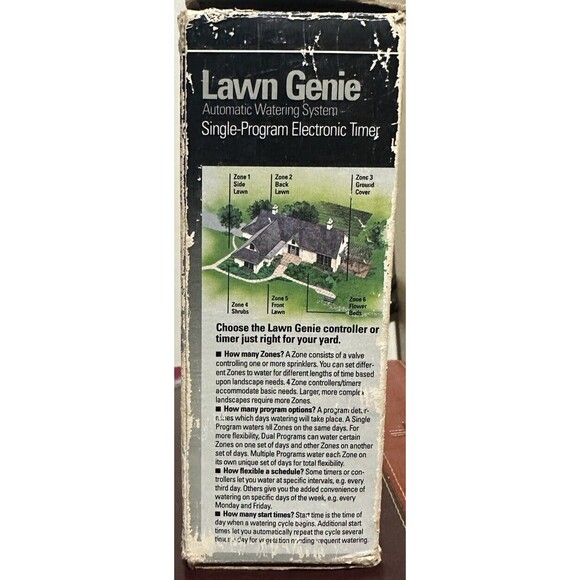 Lawn Genie
Automatic Watering System
Single-Program Electronic Timer
Zone 1 Zone 2 Zone 3
Side Back Ground
Lawn Lawn Cover
Zone 4 Zone 5 Zone 6
Shrubs Front Flower
Lawn Beds
Choose the Lawn Genie controller or
timer just right for your yard.
■ How many Zones? A Zone consists of a valve
controlling one or more sprinklers. You can set differ-
ent Zones to water for different lengths of time based
upon landscape needs. 4 Zone controllers/timers
accommodate basic needs. Larger, more complex
landscapes require more Zones.
■ How many program options? A program deter-
mines which days watering will take place. A Single
Program waters all Zones on the same days. For
more flexibility, Dual Programs can water certain
Zones on one set of days and other Zones on another
set of days. Multiple Programs water each Zone on
its own unique set of days for total flexibility.
■ How flexible a schedule? Some timers or con-
trollers let you water at specific intervals, e.g. every
third day. Others give you the added convenience of
watering on specific days of the week, e.g. every
Monday and Friday.
■ How many start times? Start time is the time of
day when a watering cycle begins. Additional start
times let you automatically repeat the cycle several
times a day for vegetation needing frequent watering.